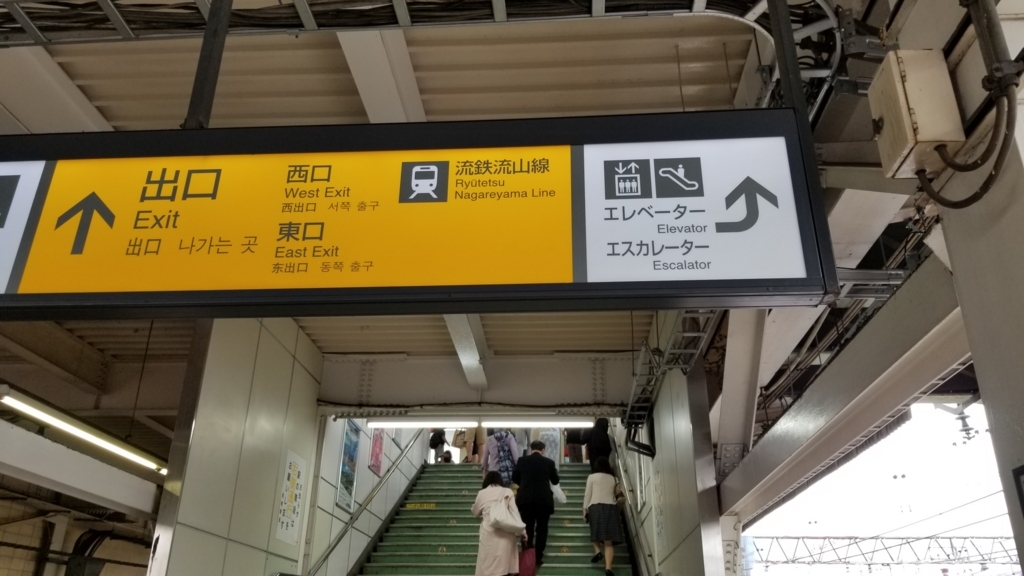 出口
Exit
出口 나가는 곳
西口
West Exit
西出口 서쪽 출구
東口
East Exit
东出口 동쪽 출구
流鉄流山線
Ryūtetsu
Nagareyama Line
エレベーター
Elevator
エスカレーター
Escalator